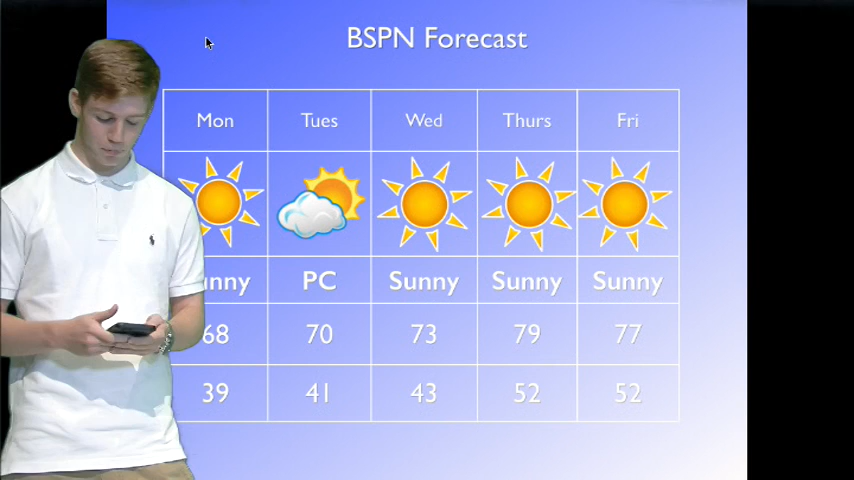 BSPN Forecast
Mon Tues Wed Thurs Fri
nny PC Sunny Sunny Sunny
68 70 73 79 77
39 41 43 52 52